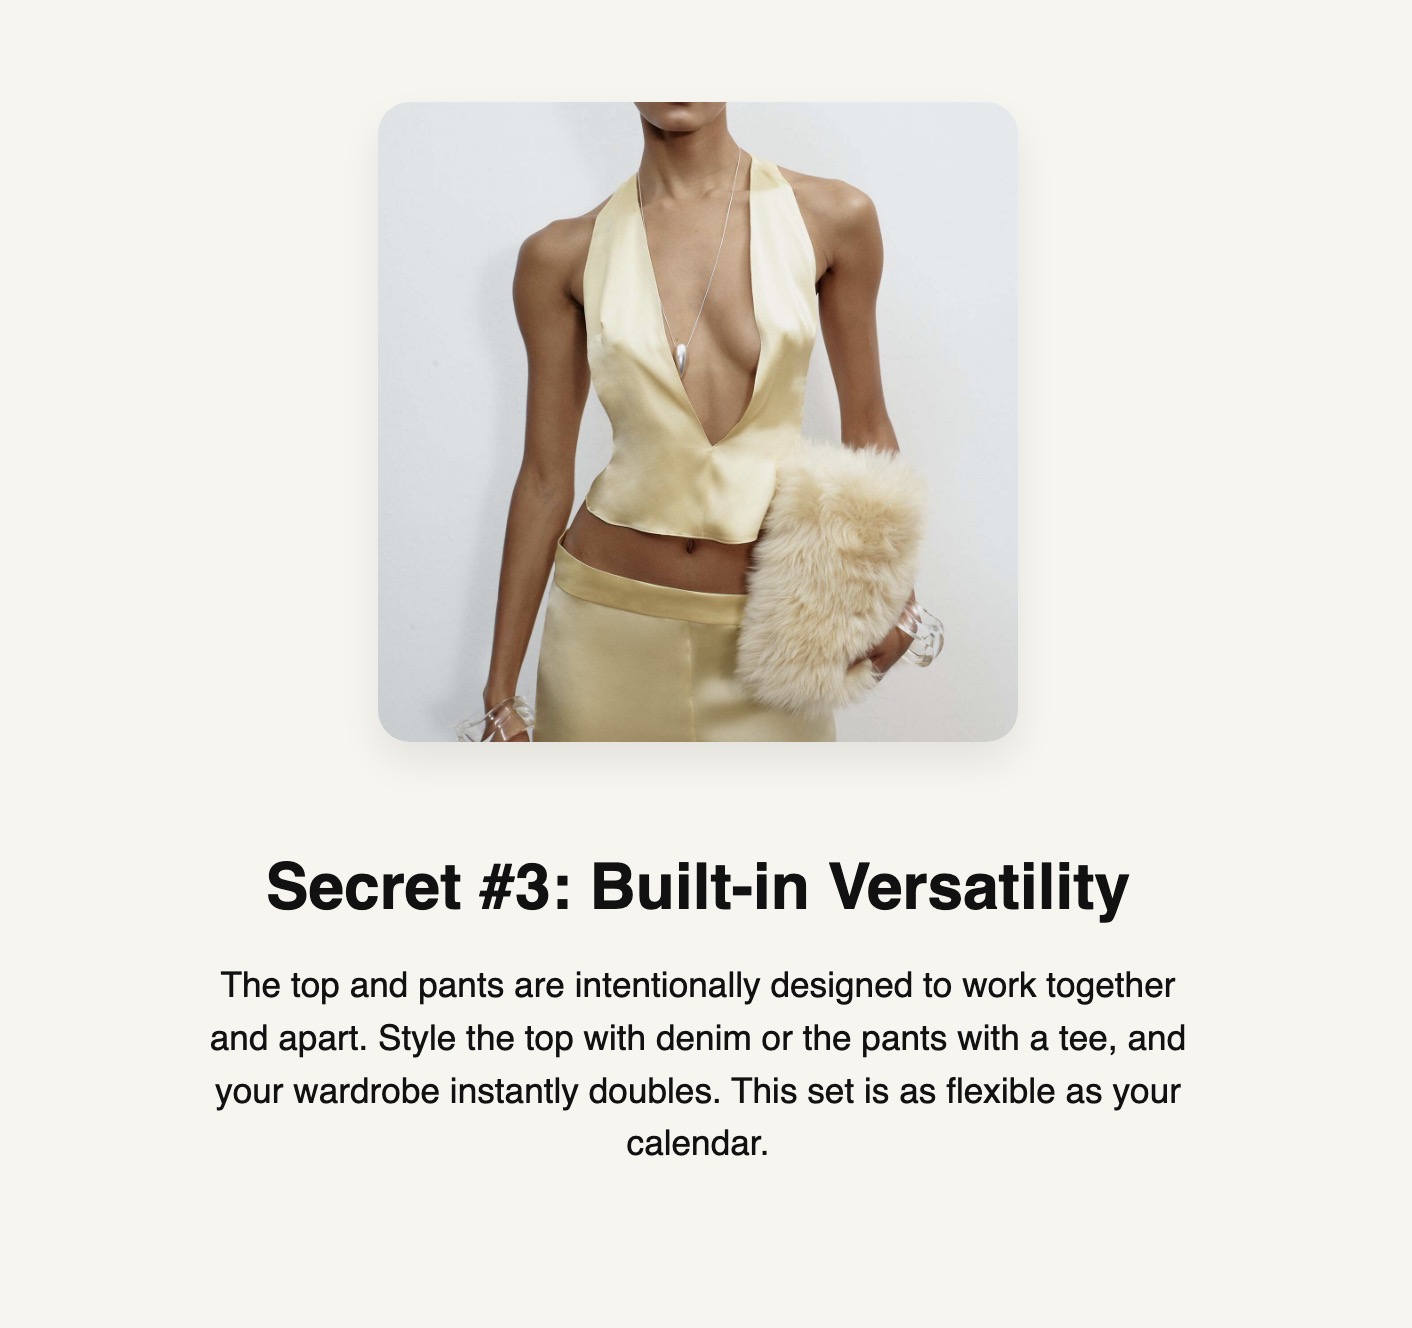 Secret #3: Built-in Versatility
The top and pants are intentionally designed to work together
and apart. Style the top with denim or the pants with a tee, and
your wardrobe instantly doubles. This set is as flexible as your
calendar.